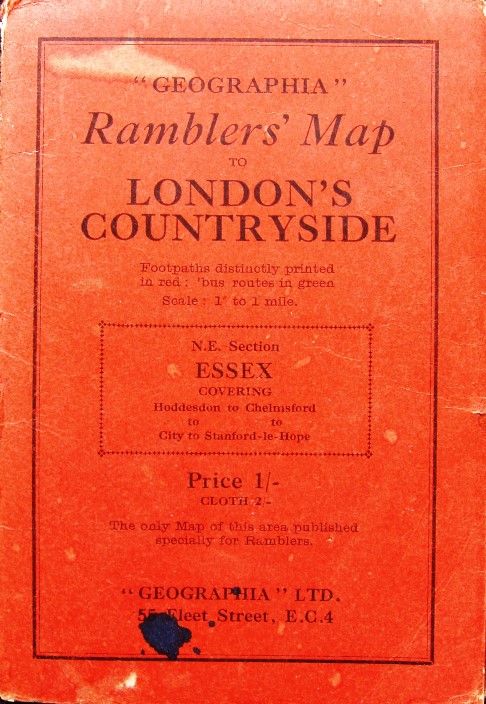 "GEOGRAPHIA"
Ramblers' Map
TO
LONDON'S
COUNTRYSIDE
Footpaths distinctly printed
in red ; 'bus routes in green
Scale : 1" to 1 mile.
N.E. Section
ESSEX
COVERING
Hoddesdon to Chelmsford
to to
City to Stanford-le-Hope
Price 1/-
CLOTH 2/-
The only Map of this area published
specially for Ramblers.
"GEOGRAPHIA" LTD.
55 Fleet Street, E.C.4